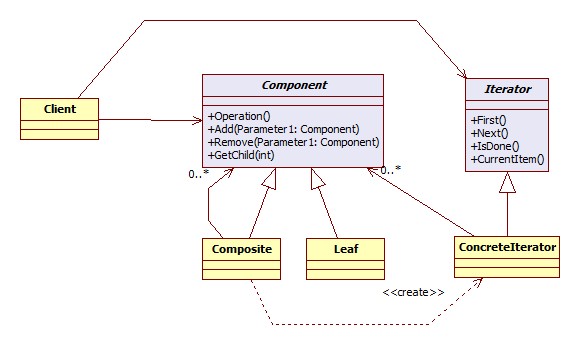 Component
Iterator
Client
+Operation()
+Add(Parameter1: Component)
+Remove(Parameter1: Component)
+GetChild(int)
+First()
+Next()
+IsDone()
+CurrentItem()
0..*
0..*
Composite
Leaf
ConcreteIterator
<<create>>